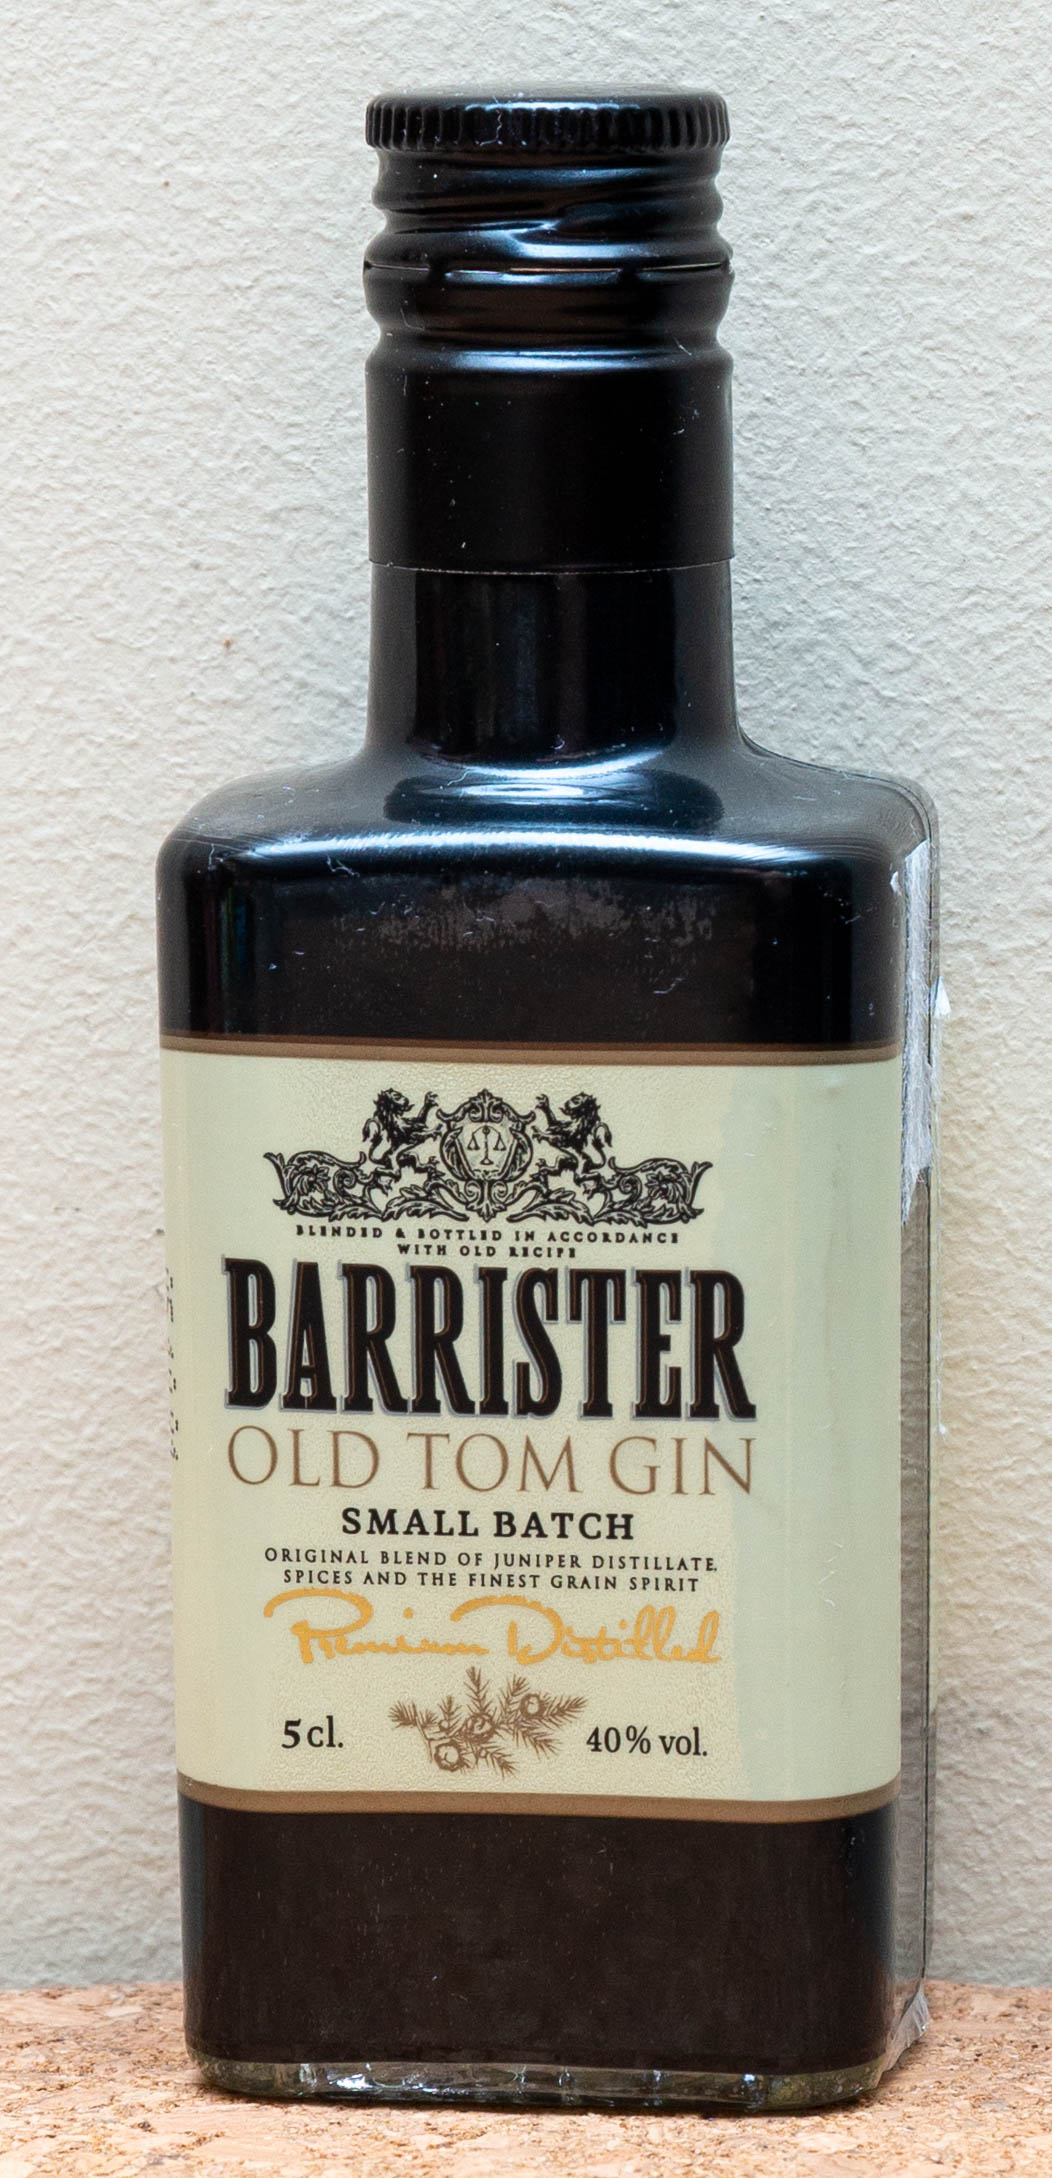 BLENDED & BOTTLED IN ACCORDANCE
WITH OLD RECIPE
BARRISTER
OLD TOM GIN
SMALL BATCH
ORIGINAL BLEND OF JUNIPER DISTILLATE,
SPICES AND THE FINEST GRAIN SPIRIT
Premium Distilled
5 cl.
40% vol.